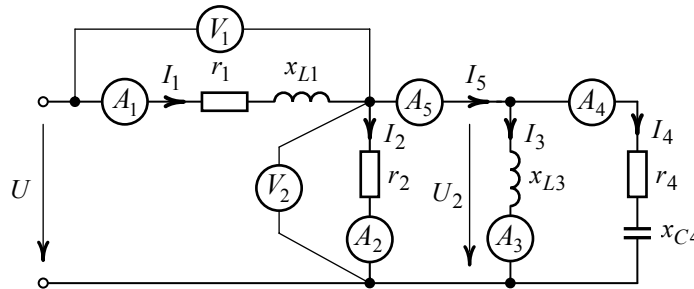 V1
I1 r1 xL1 I5
A1 A5 A4
I2 I3 I4
U V2 r2 U2 xL3 r4
A2 A3 xC4